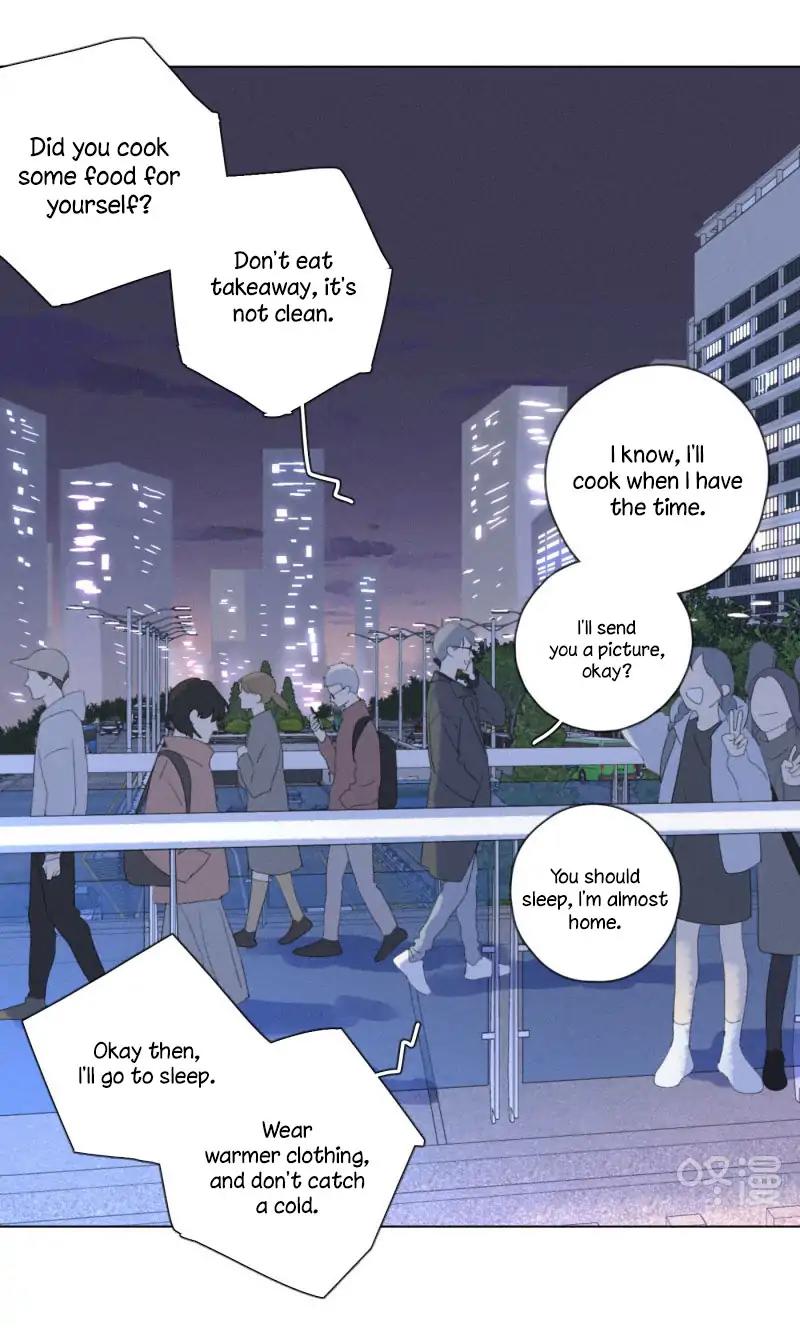 Did you cook
some food for
yourself?
Don't eat
takeaway, it's
not clean.
I know, I'll
cook when I have
the time.
I'll send
you a picture,
okay?
You should
sleep, I'm almost
home.
Okay then,
I'll go to sleep.
Wear
warmer clothing,
and don't catch
a cold.